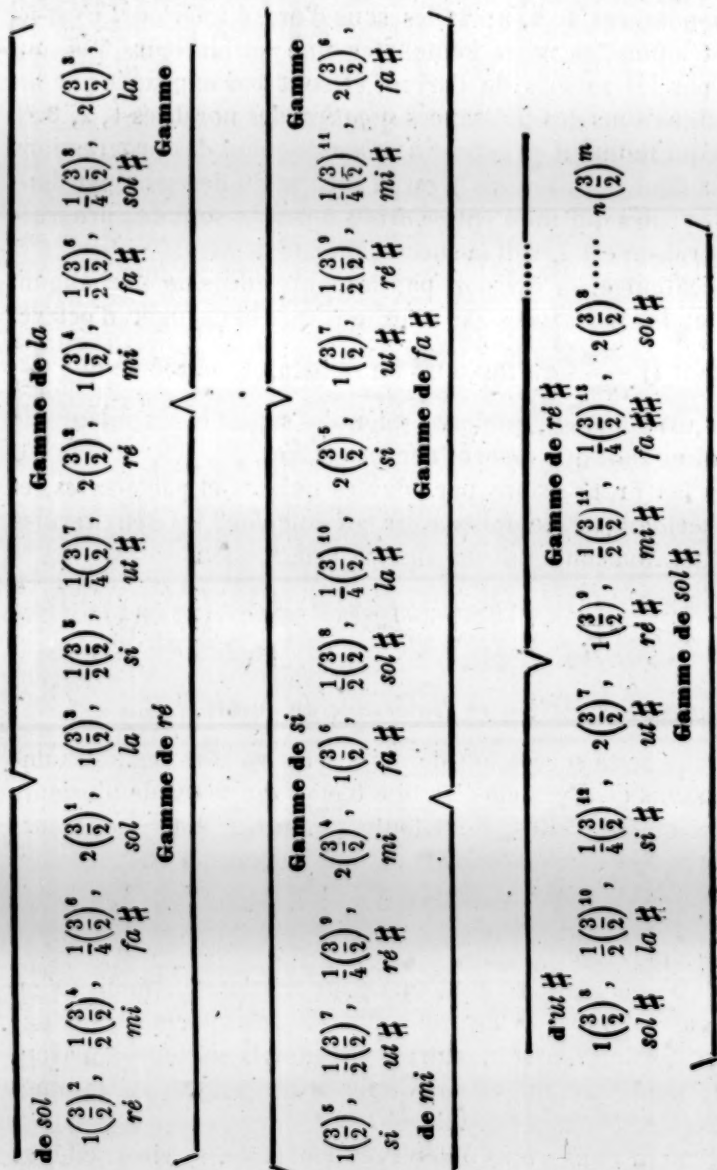 de sol Gamme de la
1(3/2)^2, 1/2(3/2)^4, 1/4(3/2)^6, 2(3/2)^1, 1(3/2)^3, 1/2(3/2)^5, 1/4(3/2)^7, 2(3/2)^2, 1(3/2)^4, 1/2(3/2)^6, 1/4(3/2)^8, 2(3/2)^3
ré mi fa♯ sol la si ut♯ ré mi fa♯ sol♯ la
Gamme de ré Gamme
Gamme de si Gamme
1(3/2)^5, 1/2(3/2)^7, 1/4(3/2)^9, 2(3/2)^4, 1(3/2)^6, 1/2(3/2)^8, 1/4(3/2)^10, 2(3/2), 1(3/2)^7, 1/2(3/2)^9, 1/4(3/2)^11, 2(3/2)^6,
si ut♯ ré♯ mi fa♯ sol♯ la♯ si ut♯ ré♯ mi♯ fa♯
de mi Gamme de fa♯
d'ut♯ Gamme de ré♯ ......
1(3/2)^8, 1/2(3/2)^10, 1/4(3/2)^12, 2(3/2)^7, 1(3/2)^9, 1/2(3/2)^11, 1/4(3/2)^13, 2(3/2)^8 ..... n(3/2)^m
sol♯ la♯ si♯ ut♯ ré♯ mi♯ fa♯♯ sol♯
Gamme de sol♯